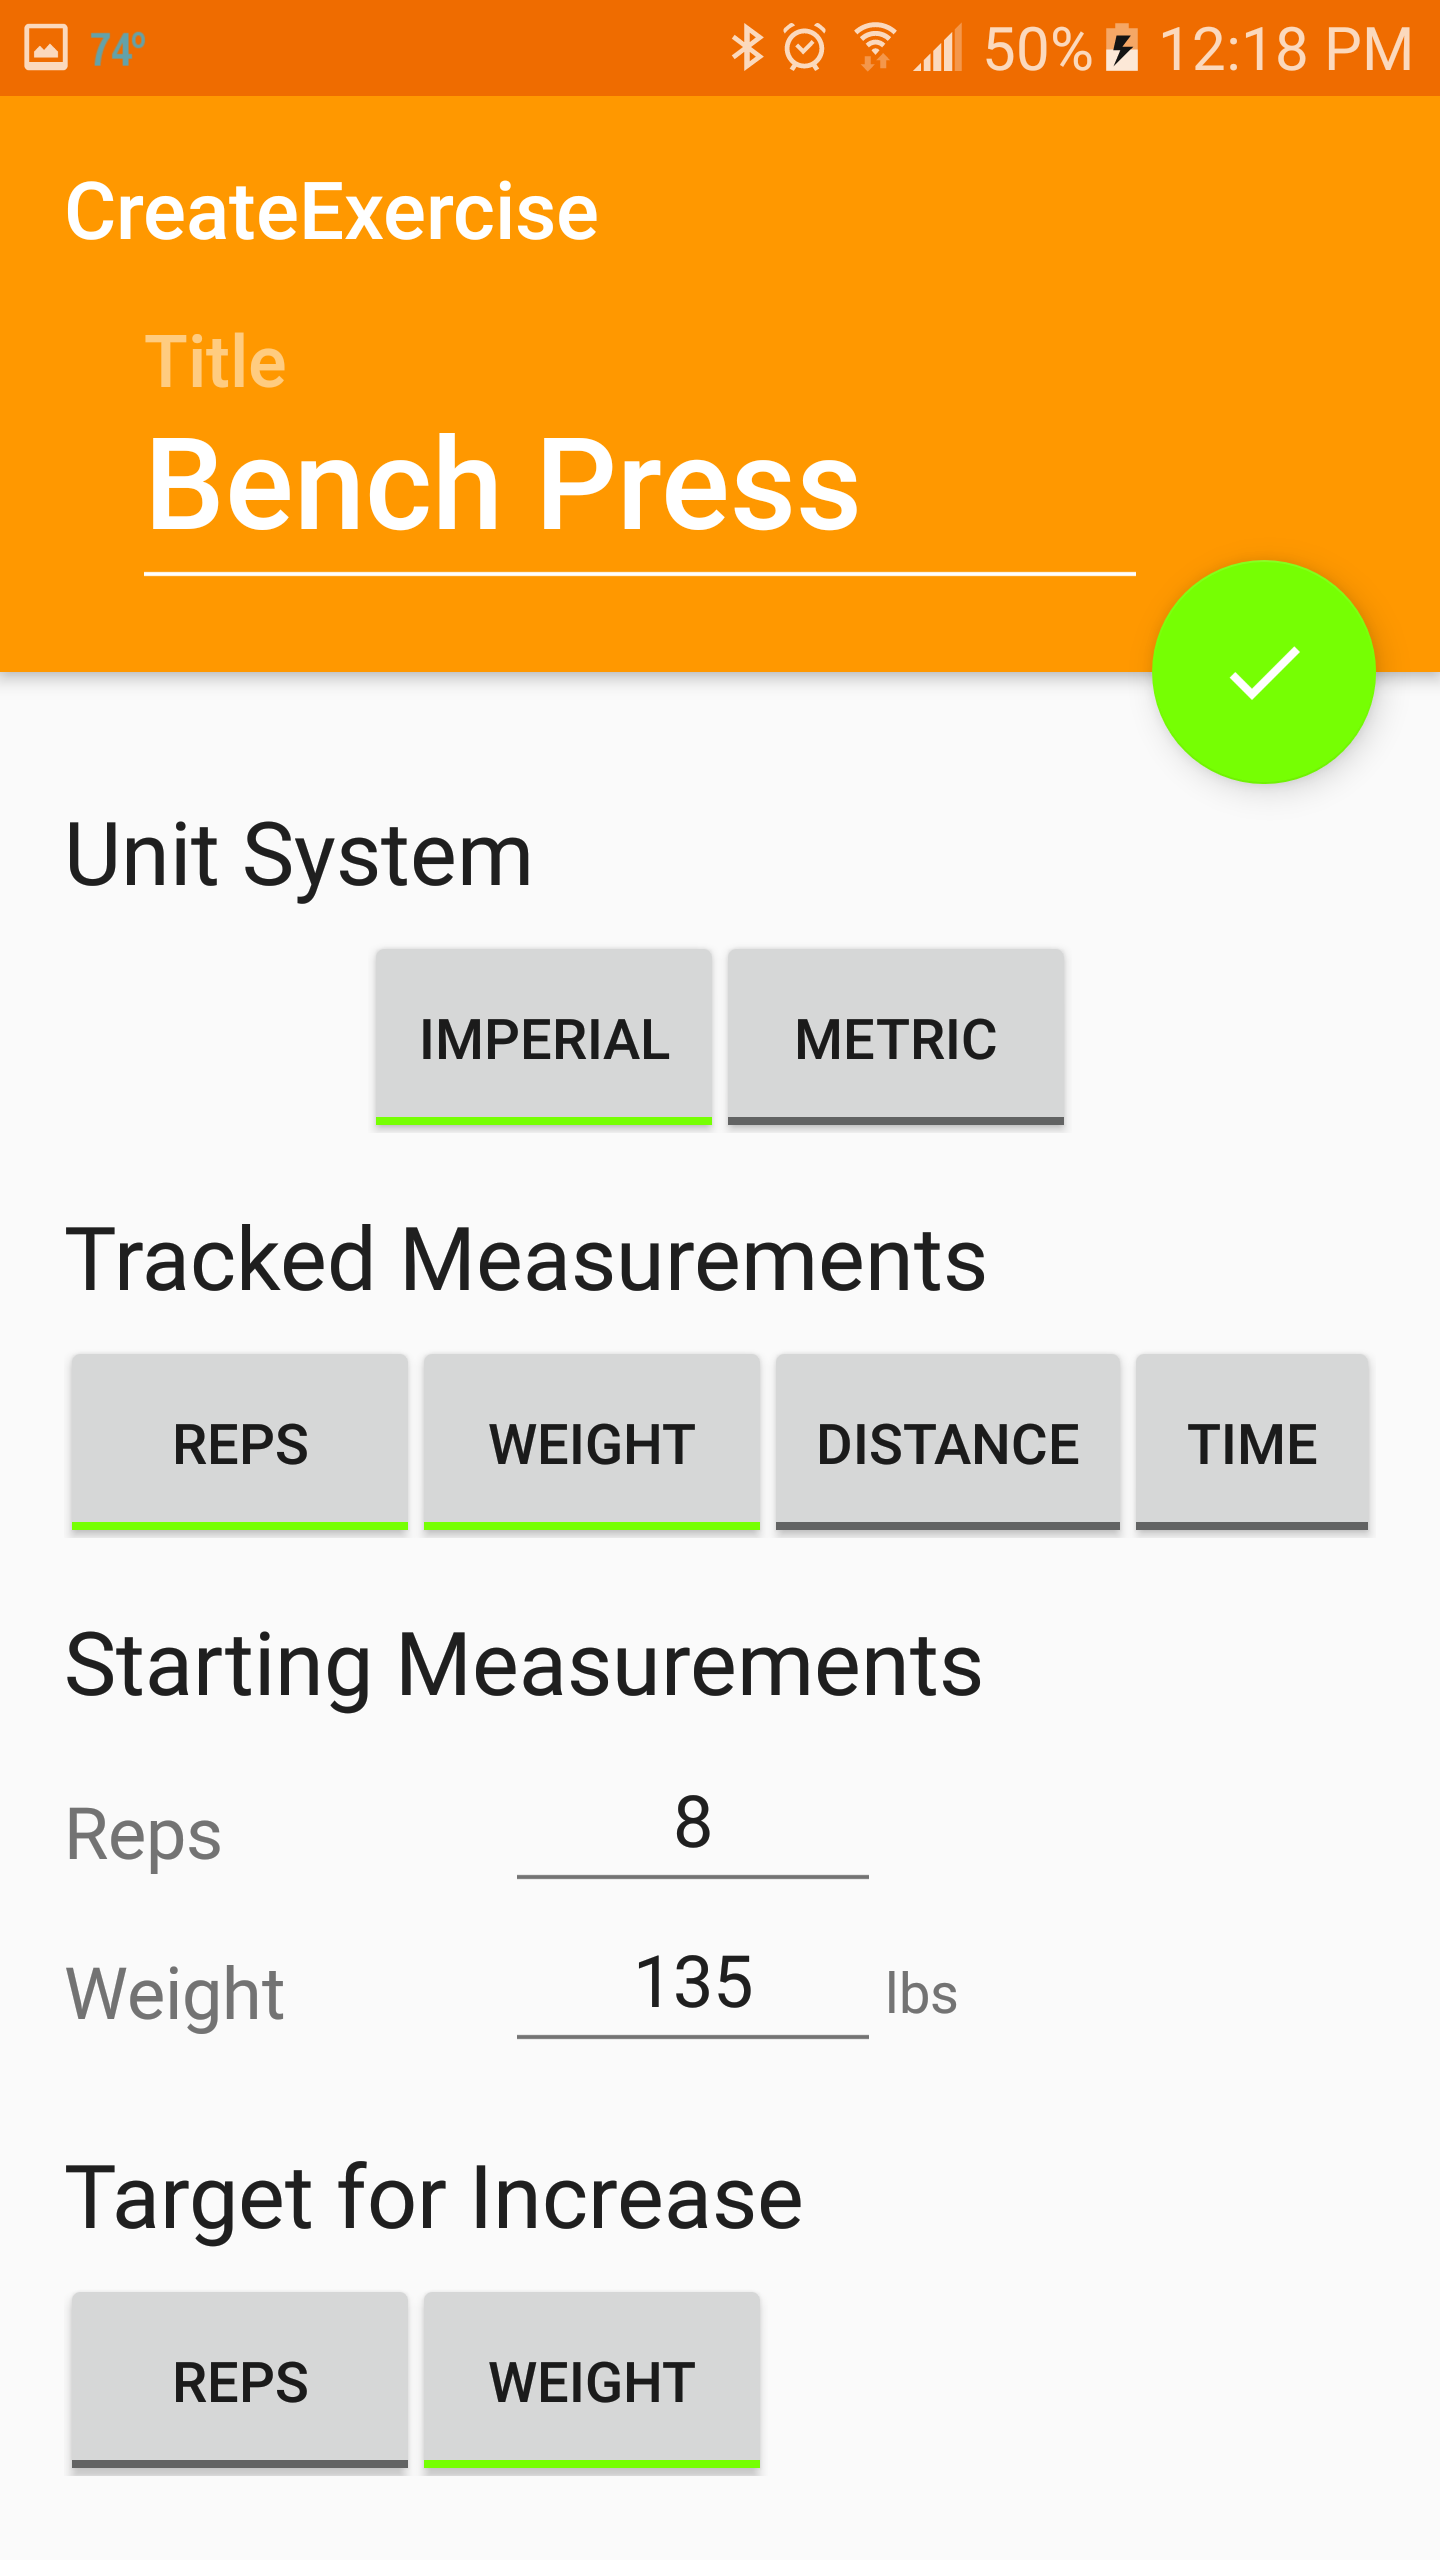 74° 50% 12:18 PM
CreateExercise
Title
Bench Press
Unit System
IMPERIAL METRIC
Tracked Measurements
REPS WEIGHT DISTANCE TIME
Starting Measurements
Reps 8
Weight 135 lbs
Target for Increase
REPS WEIGHT